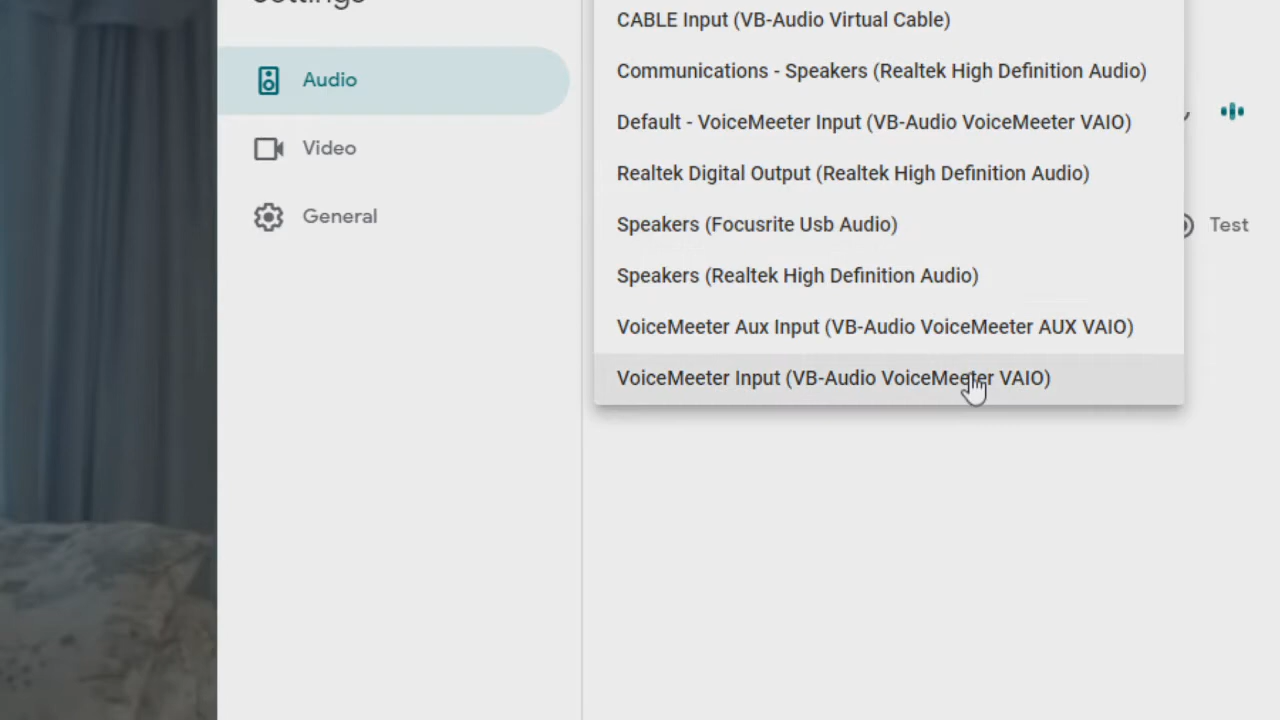 Settings
CABLE Input (VB-Audio Virtual Cable)
Audio
Communications - Speakers (Realtek High Definition Audio)
Default - VoiceMeeter Input (VB-Audio VoiceMeeter VAIO)
Video
Realtek Digital Output (Realtek High Definition Audio)
General
Speakers (Focusrite Usb Audio)
Test
Speakers (Realtek High Definition Audio)
VoiceMeeter Aux Input (VB-Audio VoiceMeeter AUX VAIO)
VoiceMeeter Input (VB-Audio VoiceMeeter VAIO)